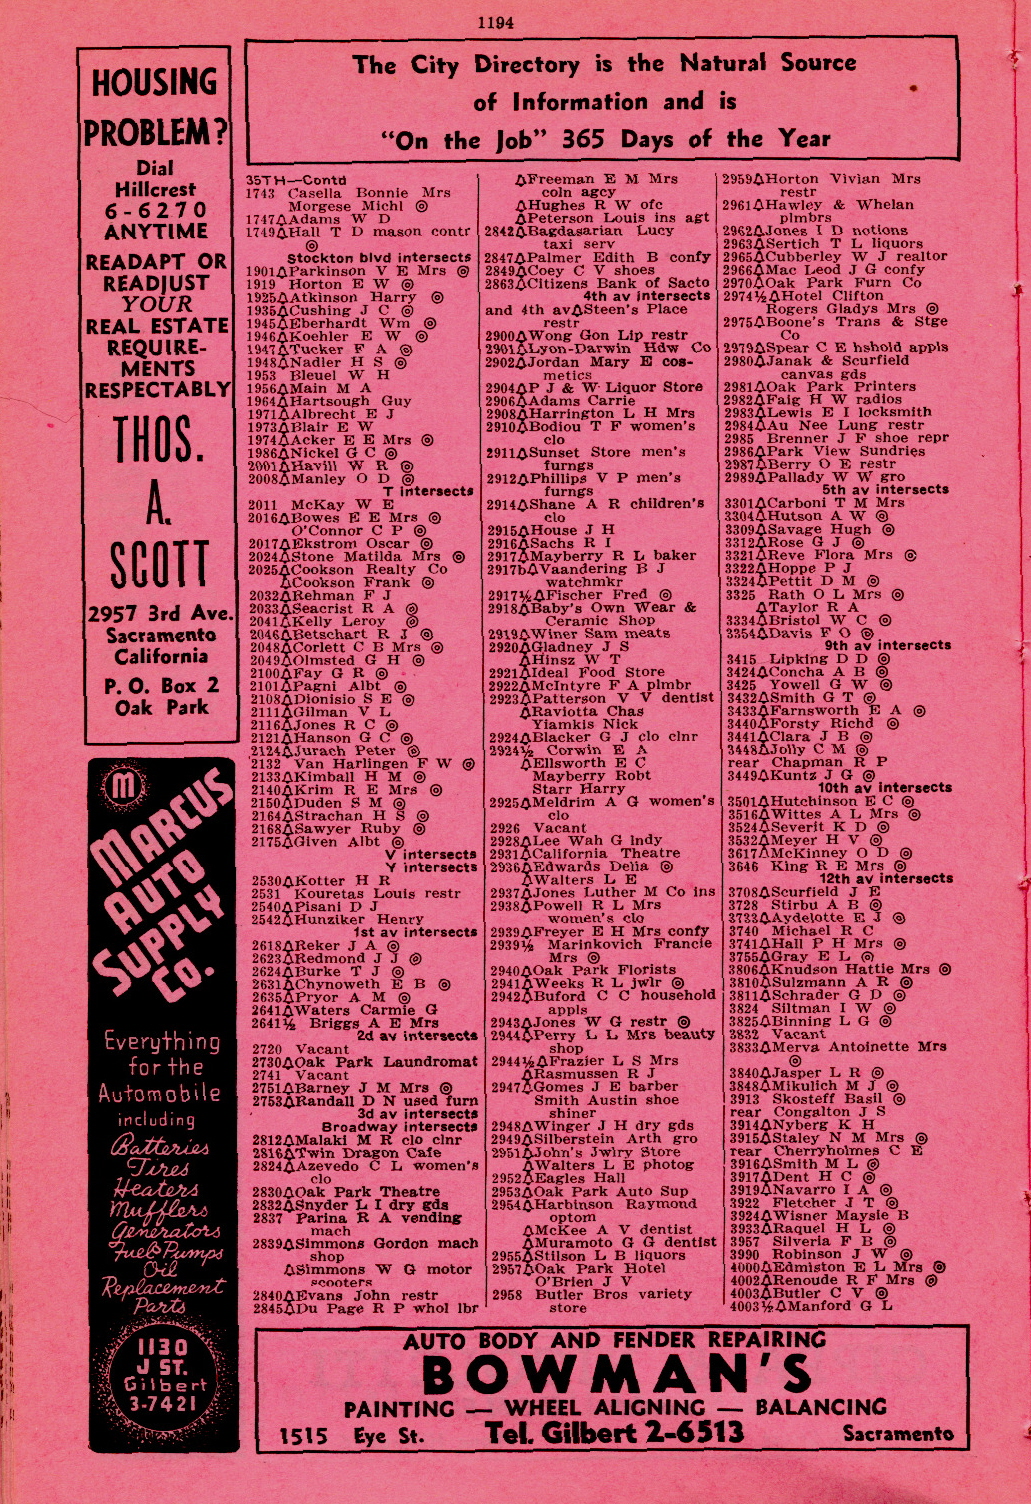 1194
HOUSING
PROBLEM?
Dial
Hillcrest
6-6270
ANYTIME
READAPT OR
READJUST
YOUR
REAL ESTATE
REQUIRE-
MENTS
RESPECTABLY
THOS.
A.
SCOTT
2957 3rd Ave.
Sacramento
California
P. O. Box 2
Oak Park
M
MARCUS
AUTO
SUPPLY
CO.
Everything
for the
Automobile
including
Batteries
Tires
Heaters
Mufflers
Generators
Fuel Pumps
Oil
Replacement
Parts
1130
J ST.
Gilbert
3-7421
The City Directory is the Natural Source
of Information and is
"On the Job" 365 Days of the Year
35TH—Contd
1743 Casella Bonnie Mrs
Morgese Michl ◎
1747△Adams W D
1749△Hall T D mason contr
◎
Stockton blvd intersects
1901△Parkinson V E Mrs ◎
1919 Horton E W ◎
1925△Atkinson Harry ◎
1935△Cushing J C ◎
1945△Eberhardt Wm ◎
1946△Koehler E W ◎
1947△Tucker F A ◎
1948△Nadler H S ◎
1953 Bleuel W H
1956△Main M A
1964△Hartsough Guy
1971△Albrecht E J
1973△Blair E W
1974△Acker E E Mrs ◎
1986△Nickel G C ◎
2001△Havill W R ◎
2008△Manley O D ◎
T intersects
2011 McKay W E
2016△Bowes E E Mrs ◎
O'Connor C P ◎
2017△Ekstrom Oscar ◎
2024△Stone Matilda Mrs ◎
2025△Cookson Realty Co
△Cookson Frank ◎
2032△Rehman F J
2033△Seacrist R A ◎
2041△Kelly Leroy ◎
2046△Betschart R J ◎
2048△Corlett C B Mrs ◎
2049△Olmsted G H ◎
2100△Fay G R ◎
2101△Pagni Albt ◎
2108△Dionisio S E ◎
2111△Gilman V L
2116△Jones R C ◎
2121△Hanson G C ◎
2124△Jurach Peter ◎
2132 Van Harlingen F W ◎
2133△Kimball H M ◎
2140△Krim R E Mrs ◎
2150△Duden S M ◎
2164△Strachan H S ◎
2168△Sawyer Ruby ◎
2175△Given Albt ◎
V intersects
Y intersects
2530△Kotter H R
2531 Kouretas Louis restr
2540△Pisani D J
2542△Hunziker Henry
1st av intersects
2618△Reker J A ◎
2623△Redmond J J ◎
2624△Burke T J ◎
2631△Chynoweth E B ◎
2635△Pryor A M ◎
2641△Waters Carmie G
2641½ Briggs A E Mrs
2d av intersects
2720 Vacant
2730△Oak Park Laundromat
2741 Vacant
2751△Barney J M Mrs ◎
2753△Randall D N used furn
3d av intersects
Broadway intersects
2812△Malaki M R clo clnr
2816△Twin Dragon Cafe
2824△Azevedo C L women's
clo
2830△Oak Park Theatre
2832△Snyder L I dry gds
2837 Parina R A vending
mach
2839△Simmons Gordon mach
shop
△Simmons W G motor
scooters
2840△Evans John restr
2845△Du Page R P whol lbr
△Freeman E M Mrs
coln agcy
△Hughes R W ofc
△Peterson Louis ins agt
2842△Bagdasarian Lucy
taxi serv
2847△Palmer Edith B confy
2849△Coey C V shoes
2863△Citizens Bank of Sacto
4th av intersects
and 4th av△Steen's Place
restr
2900△Wong Gon Lip restr
2901△Lyon-Darwin Hdw Co
2902△Jordan Mary E cos-
metics
2904△P J & W Liquor Store
2906△Adams Carrie
2908△Harrington L H Mrs
2910△Bodiou T F women's
clo
2911△Sunset Store men's
furngs
2912△Phillips V P men's
furngs
2914△Shane A R children's
clo
2915△House J H
2916△Sachs R I
2917△Mayberry R L baker
2917b△Vaandering B J
watchmkr
2917½△Fischer Fred ◎
2918△Baby's Own Wear &
Ceramic Shop
2919△Winer Sam meats
2920△Gladney J S
△Hinsz W T
2921△Ideal Food Store
2922△McIntyre F A plmbr
2923△Patterson V V dentist
△Raviotta Chas
Yiamkis Nick
2924△Blacker G J clo clnr
2924½ Corwin E A
△Ellsworth E C
Mayberry Robt
Starr Harry
2925△Meldrim A G women's
clo
2926 Vacant
2928△Lee Wah G lndy
2931△California Theatre
2936△Edwards Delia ◎
△Walters L E
2937△Jones Luther M Co ins
2938△Powell R L Mrs
women's clo
2939△Freyer E H Mrs confy
2939½ Marinkovich Francie
Mrs ◎
2940△Oak Park Florists
2941△Weeks R L jwlr ◎
2942△Buford C C household
appls
2943△Jones W G restr ◎
2944△Perry L L Mrs beauty
shop
2944½△Frazier L S Mrs
△Rasmussen R J
2947△Gomes J E barber
Smith Austin shoe
shiner
2948△Winger J H dry gds
2949△Silberstein Arth gro
2951△John's Jwlry Store
△Walters L E photog
2952△Eagles Hall
2953△Oak Park Auto Sup
2954△Harbinson Raymond
optom
△McKee A V dentist
△Muramoto G G dentist
2955△Stilson L B liquors
2957△Oak Park Hotel
O'Brien J V
2958 Butler Bros variety
store
2959△Horton Vivian Mrs
restr
2961△Hawley & Whelan
plmbrs
2962△Jones I D notions
2963△Sertich T L liquors
2965△Cubberley W J realtor
2966△Mac Leod J G confy
2970△Oak Park Furn Co
2974½△Hotel Clifton
Rogers Gladys Mrs ◎
2975△Boone's Trans & Stge
Co
2979△Spear C E hshold appls
2980△Janak & Scurfield
canvas gds
2981△Oak Park Printers
2982△Faig H W radios
2983△Lewis E I locksmith
2984△Au Nee Lung restr
2985 Brenner J F shoe repr
2986△Park View Sundries
2987△Berry O E restr
2989△Pallady W W gro
5th av intersects
3301△Carboni T M Mrs
3304△Hutson A W ◎
3309△Savage Hugh ◎
3312△Rose G J ◎
3321△Reve Flora Mrs ◎
3322△Hoppe P J
3324△Pettit D M ◎
3325 Rath O L Mrs ◎
△Taylor R A
3334△Bristol W C ◎
3354△Davis F O ◎
9th av intersects
3415 Lipking D D ◎
3424△Concha A B ◎
3425 Yowell G W ◎
3432△Smith G T ◎
3433△Farnsworth E A ◎
3440△Forsty Richd ◎
3441△Clara J B ◎
3448△Jolly C M ◎
rear Chapman R P
3449△Kuntz J G ◎
10th av intersects
3501△Hutchinson E C ◎
3516△Wittes A L Mrs ◎
3524△Severit K D ◎
3532△Meyer H V ◎
3617△McKinney O D ◎
3646 King R E Mrs ◎
12th av intersects
3708△Scurfield J E
3728 Stirbu A B ◎
3733△Aydelotte E J ◎
3740 Michael R C
3741△Hall P H Mrs ◎
3755△Gray E L ◎
3806△Knudson Hattie Mrs ◎
3810△Sulzmann A R ◎
3811△Schrader G D ◎
3824 Siltman I W ◎
3825△Binning L G ◎
3832 Vacant
3833△Merva Antoinette Mrs
◎
3840△Jasper L R ◎
3848△Mikulich M J ◎
3913 Skosteff Basil ◎
rear Congalton J S
3914△Nyberg K H
3915△Staley N M Mrs ◎
rear Cherryholmes C E
3916△Smith M L ◎
3917△Dent H C ◎
3919△Navarro I A ◎
3922 Fletcher J T ◎
3924△Wisner Maysie B
3933△Raquel H L ◎
3957 Silveria F B ◎
3990 Robinson J W ◎
4000△Edmiston E L Mrs ◎
4002△Renoude R F Mrs ◎
4003△Butler C V ◎
4003½△Manford G L
AUTO BODY AND FENDER REPAIRING
BOWMAN'S
PAINTING — WHEEL ALIGNING — BALANCING
1515 Eye St. Tel. Gilbert 2-6513 Sacramento